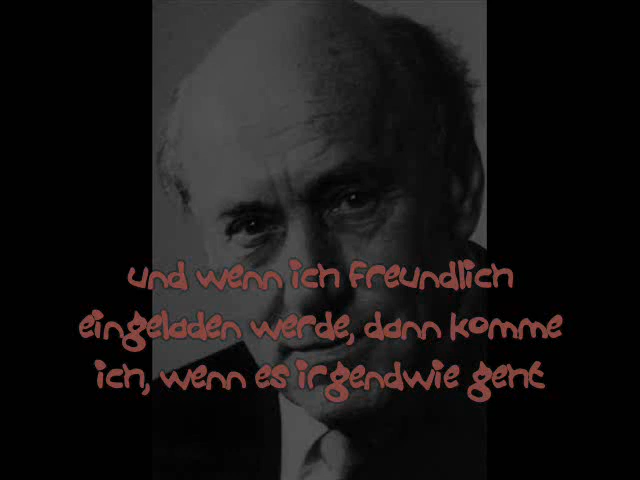 und wenn ich freundlich
eingeladen werde, dann komme
ich, wenn es irgendwie geht